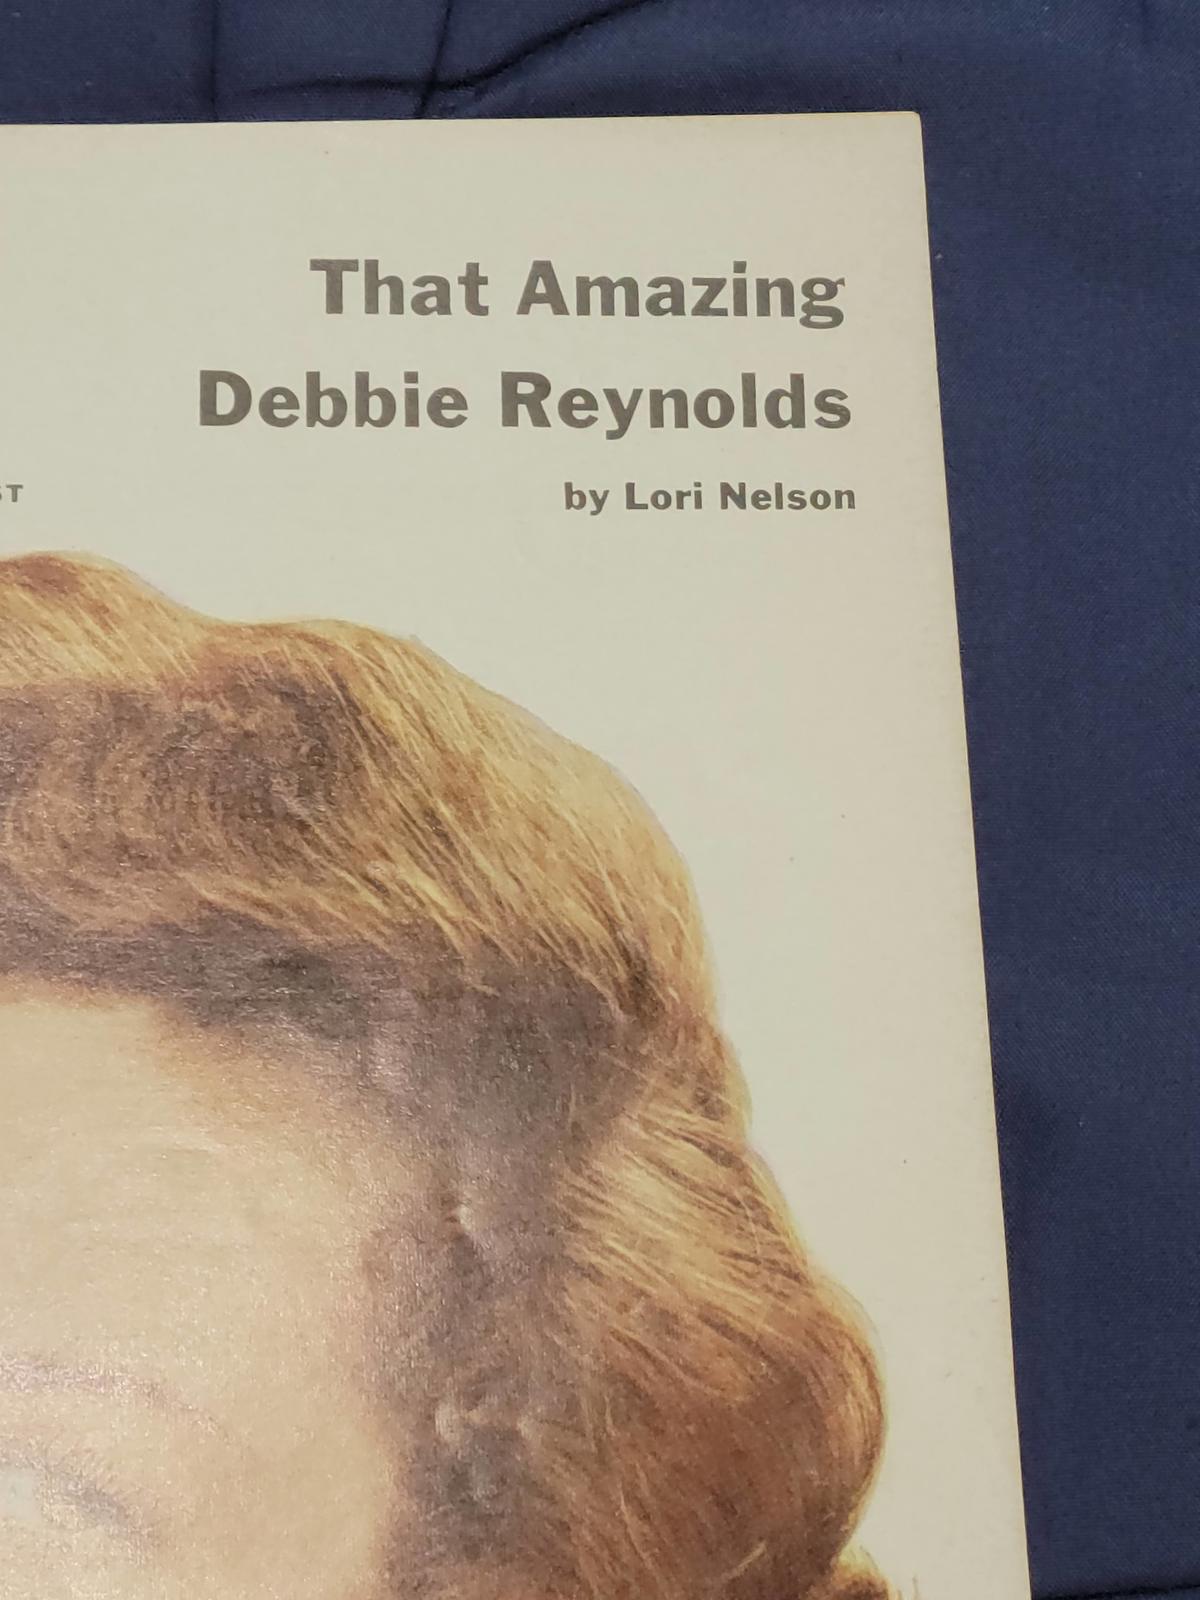 That Amazing
Debbie Reynolds
by Lori Nelson